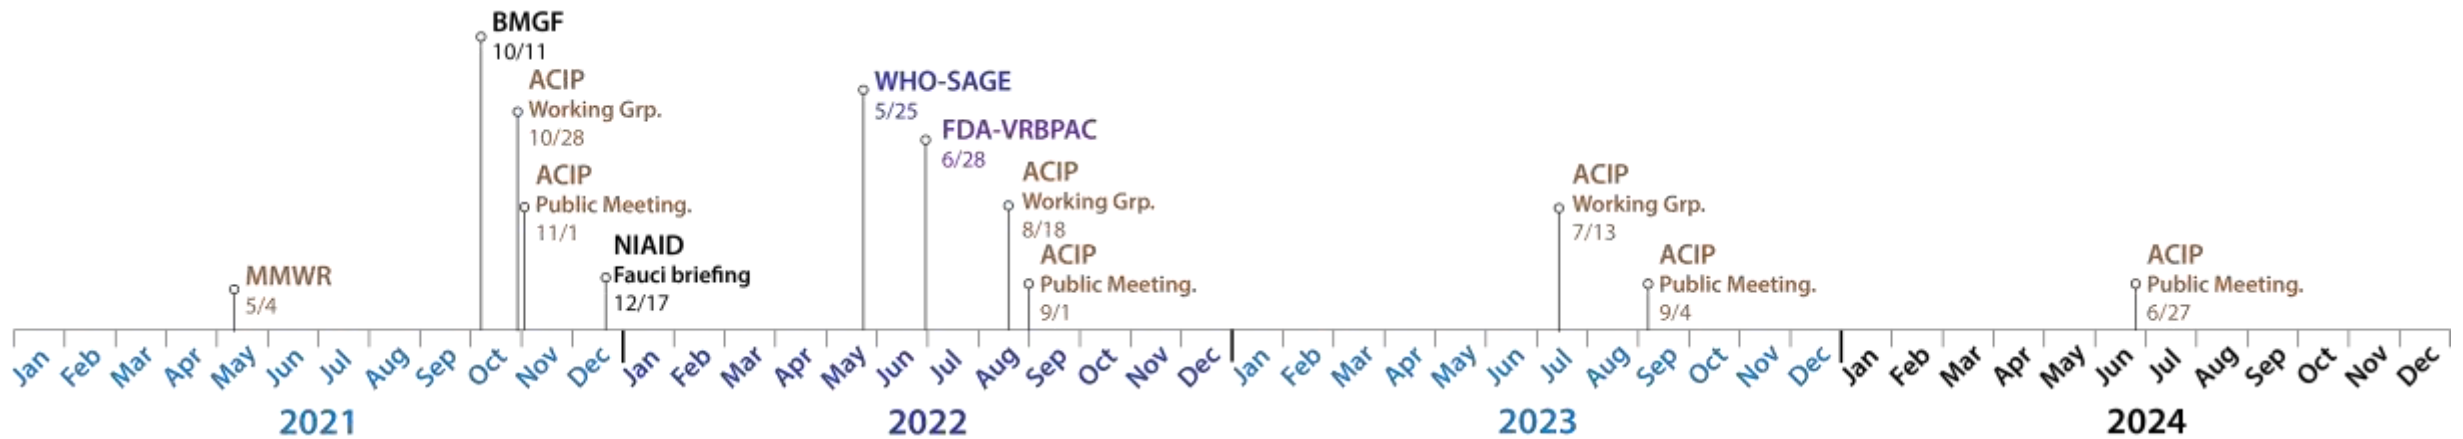 BMGF
10/11
ACIP
Working Grp.
10/28
ACIP
Public Meeting.
11/1
NIAID
Fauci briefing
12/17
MMWR
5/4
WHO-SAGE
5/25
FDA-VRBPAC
6/28
ACIP
Working Grp.
8/18
ACIP
Public Meeting.
9/1
ACIP
Working Grp.
7/13
ACIP
Public Meeting.
9/4
ACIP
Public Meeting.
6/27
Jan Feb Mar Apr May Jun Jul Aug Sep Oct Nov Dec Jan Feb Mar Apr May Jun Jul Aug Sep Oct Nov Dec Jan Feb Mar Apr May Jun Jul Aug Sep Oct Nov Dec Jan Feb Mar Apr May Jun Jul Aug Sep Oct Nov Dec
2021 2022 2023 2024